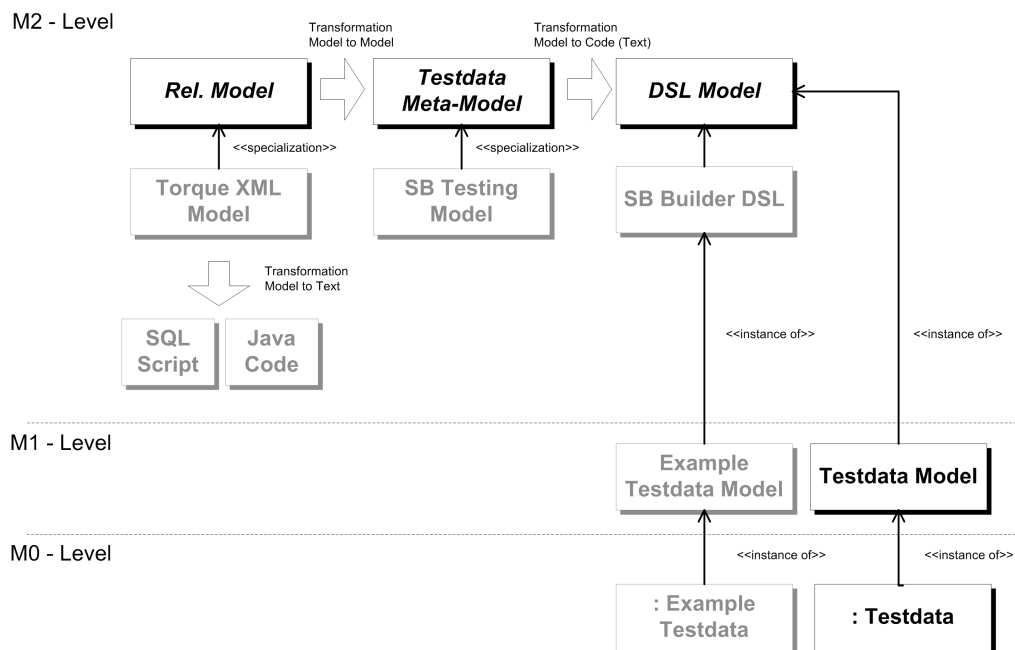 M2 - Level
Transformation
Model to Model
Transformation
Model to Code (Text)
Rel. Model
Testdata
Meta-Model
DSL Model
<<specialization>>
<<specialization>>
Torque XML
Model
SB Testing
Model
SB Builder DSL
Transformation
Model to Text
SQL
Script
Java
Code
<<instance of>>
<<instance of>>
M1 - Level
Example
Testdata Model
Testdata Model
M0 - Level
<<instance of>>
<<instance of>>
: Example
Testdata
: Testdata